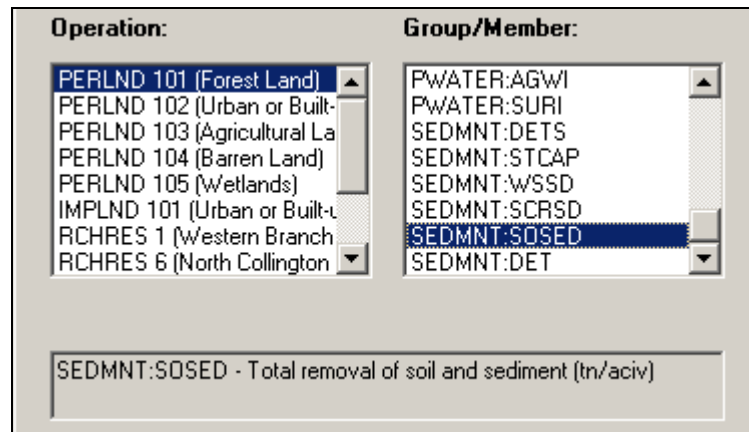 Operation:
Group/Member:
PERLND 101 (Forest Land)
PERLND 102 (Urban or Built-
PERLND 103 (Agricultural La
PERLND 104 (Barren Land)
PERLND 105 (Wetlands)
IMPLND 101 (Urban or Built-u
RCHRES 1 (Western Branch
RCHRES 6 (North Collington
PWATER:AGWI
PWATER:SURI
SEDMNT:DETS
SEDMNT:STCAP
SEDMNT:WSSD
SEDMNT:SCRSD
SEDMNT:SOSED
SEDMNT:DET
SEDMNT:SOSED - Total removal of soil and sediment (tn/aciv)